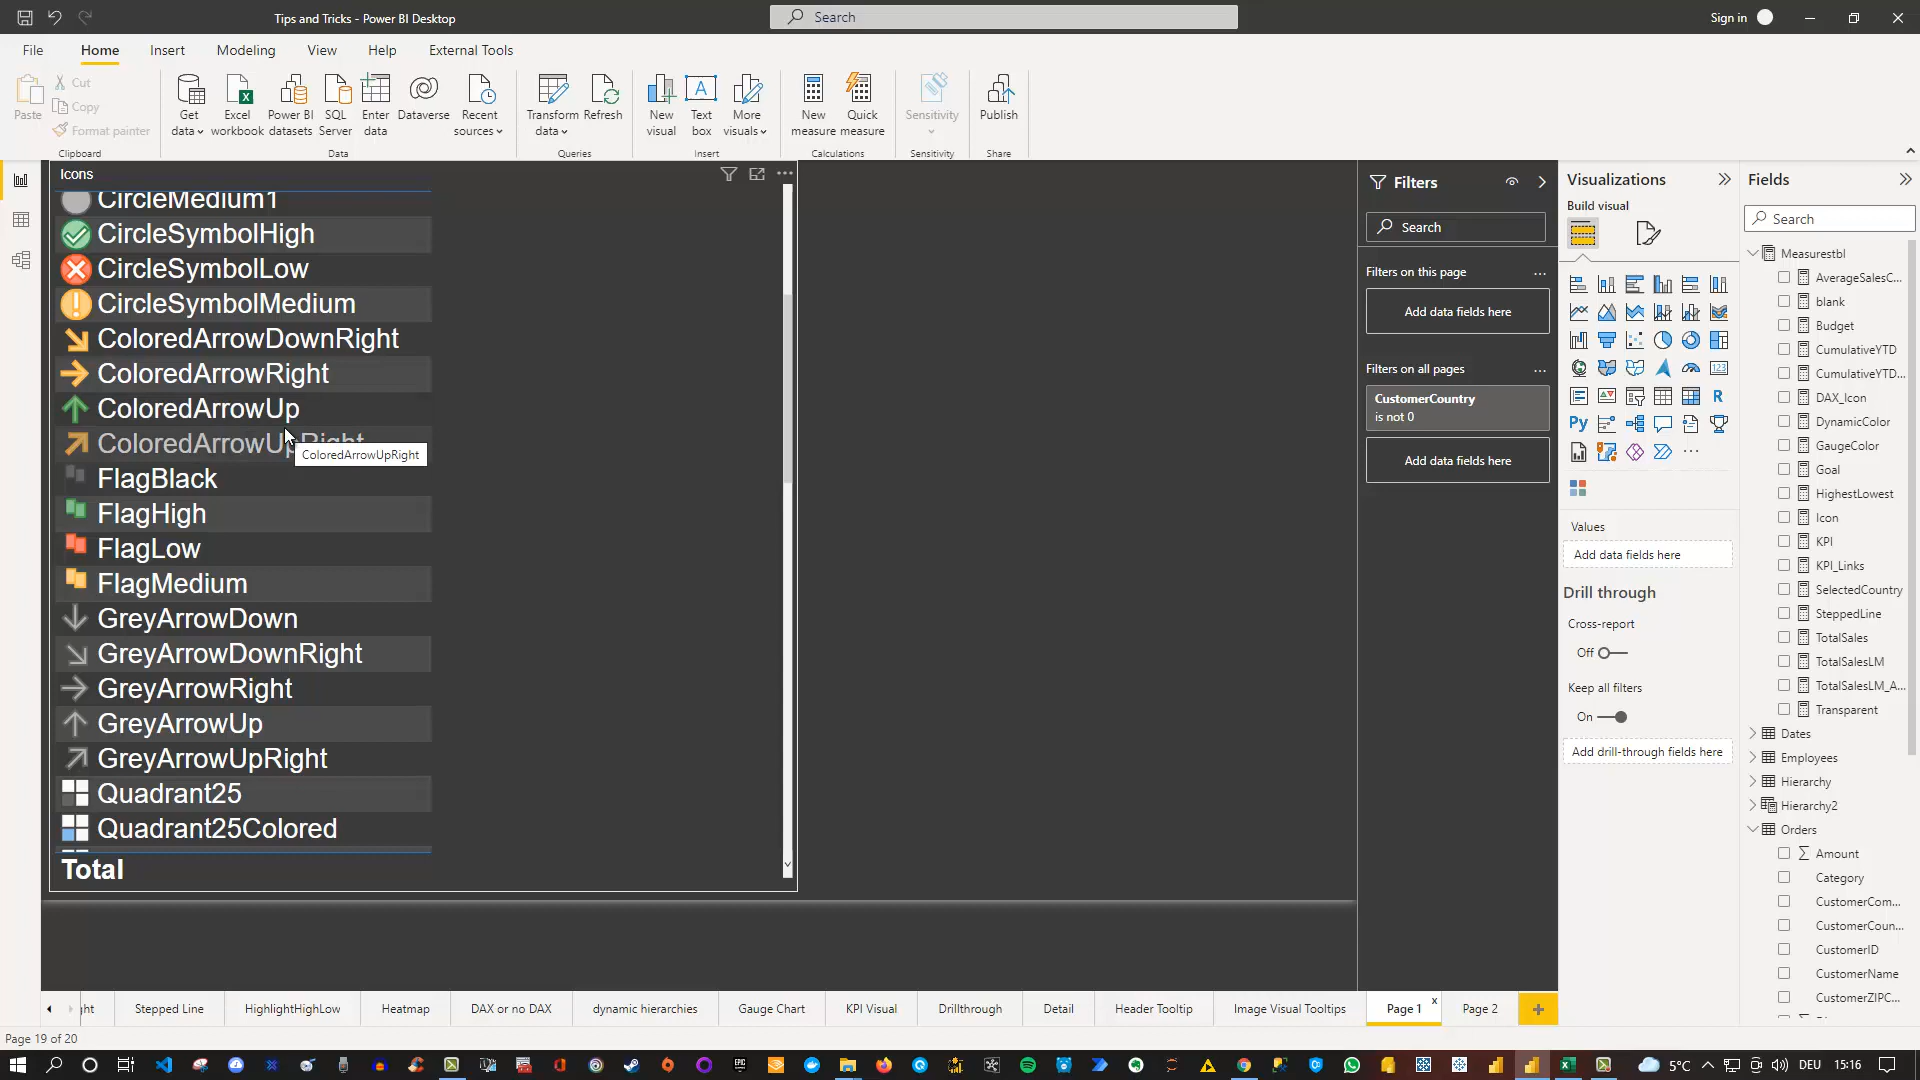 Tips and Tricks - Power BI Desktop
Search
Sign in
File
Home
Insert
Modeling
View
Help
External Tools
Paste
Cut
Copy
Format painter
Clipboard
Get data
Excel workbook
Power BI datasets
SQL Server
Enter data
Dataverse
Recent sources
Data
Transform data
Refresh
Queries
New visual
Text box
More visuals
Insert
New measure
Quick measure
Calculations
Sensitivity
Sensitivity
Publish
Share
Icons
CircleMedium1
CircleSymbolHigh
CircleSymbolLow
CircleSymbolMedium
ColoredArrowDownRight
ColoredArrowRight
ColoredArrowUp
ColoredArrowUpRight
ColoredArrowUpRight
FlagBlack
FlagHigh
FlagLow
FlagMedium
GreyArrowDown
GreyArrowDownRight
GreyArrowRight
GreyArrowUp
GreyArrowUpRight
Quadrant25
Quadrant25Colored
Total
Filters
Search
Filters on this page
...
Add data fields here
Filters on all pages
...
CustomerCountry
is not 0
Add data fields here
Visualizations
Build visual
123
R
Py
...
Values
Add data fields here
Drill through
Cross-report
Off
Keep all filters
On
Add drill-through fields here
Fields
Search
Measurestbl
AverageSalesC...
blank
Budget
CumulativeYTD
CumulativeYTD...
DAX_Icon
DynamicColor
GaugeColor
Goal
HighestLowest
Icon
KPI
KPI_Links
SelectedCountry
SteppedLine
TotalSales
TotalSalesLM
TotalSalesLM_A...
Transparent
Dates
Employees
Hierarchy
Hierarchy2
Orders
Amount
Category
CustomerCom...
CustomerCoun...
CustomerID
CustomerName
CustomerZIPC...
ht
Stepped Line
HighlightHighLow
Heatmap
DAX or no DAX
dynamic hierarchies
Gauge Chart
KPI Visual
Drillthrough
Detail
Header Tooltip
Image Visual Tooltips
Page 1
x
Page 2
+
Page 19 of 20
5°C
DEU
15:16